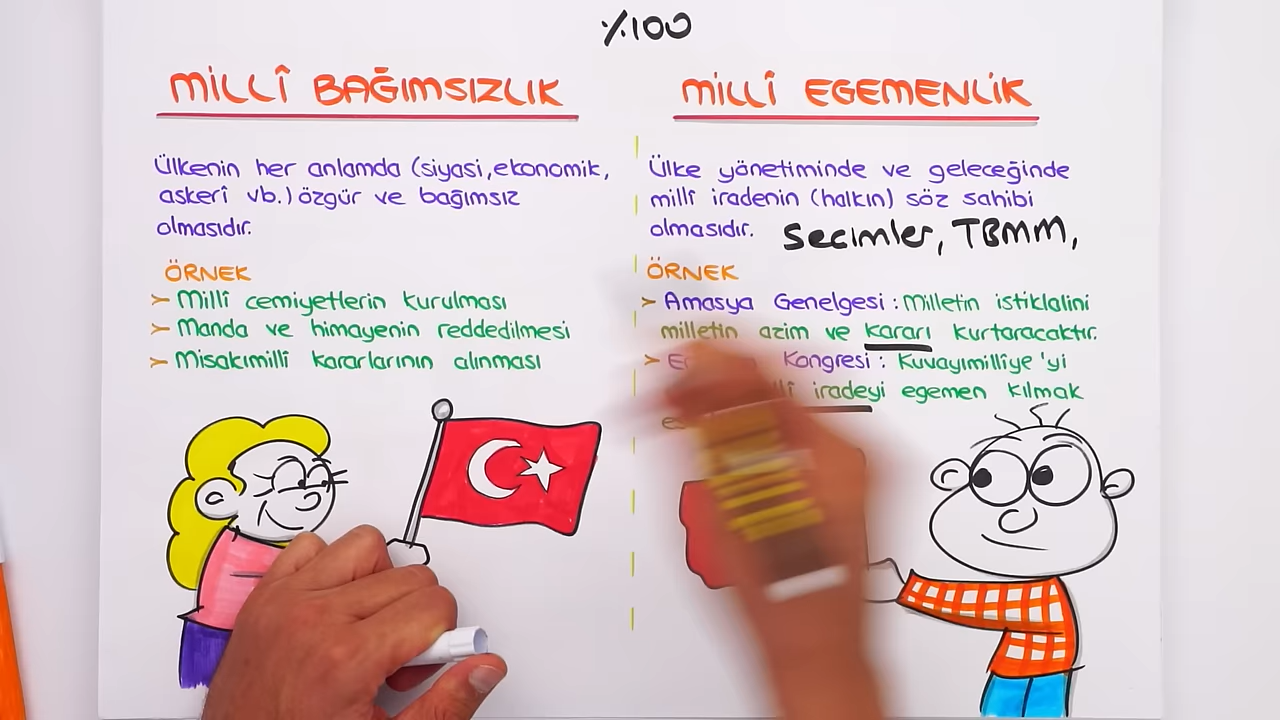 %100
MİLLÎ BAĞIMSIZLIK
Ülkenin her anlamda (siyasi, ekonomik,
askerî vb.) özgür ve bağımsız
olmasıdır.
ÖRNEK
➢ Millî cemiyetlerin kurulması
➢ Manda ve himayenin reddedilmesi
➢ Misakımillî kararlarının alınması
MİLLÎ EGEMENLİK
Ülke yönetiminde ve geleceğinde
millî iradenin (halkın) söz sahibi
olmasıdır. Secimler, TBMM,
ÖRNEK
➢ Amasya Genelgesi : Milletin istiklalini
milletin azim ve kararı kurtaracaktır.
➢ Kongresi : Kuvayımilliye'yi
iradeyi egemen kılmak